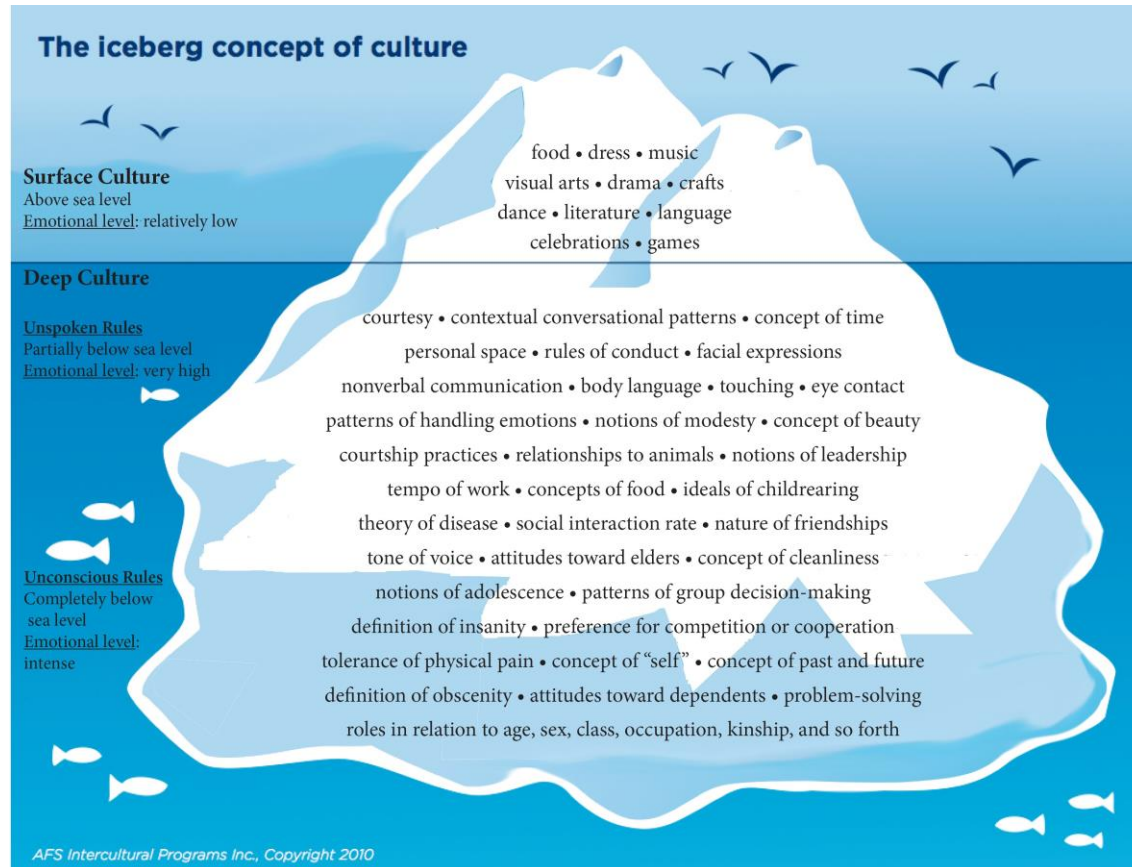 The iceberg concept of culture
food • dress • music
visual arts • drama • crafts
dance • literature • language
celebrations • games
Surface Culture
Above sea level
Emotional level: relatively low
Deep Culture
Unspoken Rules
Partially below sea level
Emotional level: very high
courtesy • contextual conversational patterns • concept of time
personal space • rules of conduct • facial expressions
nonverbal communication • body language • touching • eye contact
patterns of handling emotions • notions of modesty • concept of beauty
courtship practices • relationships to animals • notions of leadership
tempo of work • concepts of food • ideals of childrearing
theory of disease • social interaction rate • nature of friendships
tone of voice • attitudes toward elders • concept of cleanliness
notions of adolescence • patterns of group decision-making
definition of insanity • preference for competition or cooperation
tolerance of physical pain • concept of “self” • concept of past and future
definition of obscenity • attitudes toward dependents • problem-solving
roles in relation to age, sex, class, occupation, kinship, and so forth
Unconscious Rules
Completely below
sea level
Emotional level:
intense
AFS Intercultural Programs Inc., Copyright 2010